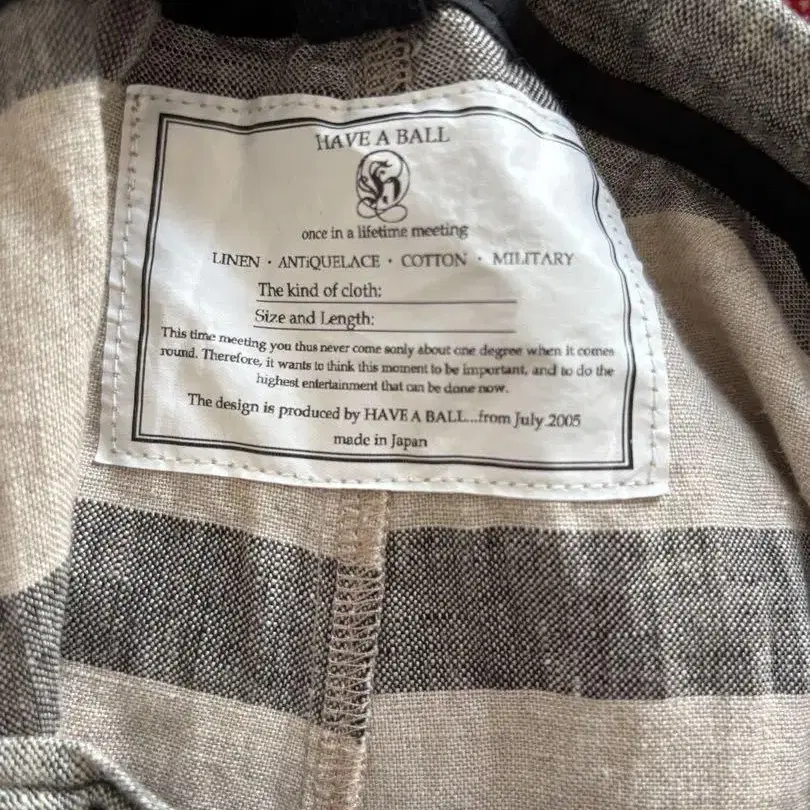 HAVE A BALL
once in a lifetime meeting
LINEN · ANTiQUELACE · COTTON · MILITARY
The kind of cloth:
Size and Length:
This time meeting you thus never come sonly about one degree when it comes
round. Therefore, it wants to think this moment to be important, and to do the
highest entertainment that can be done now.
The design is produced by HAVE A BALL...from July.2005
made in Japan